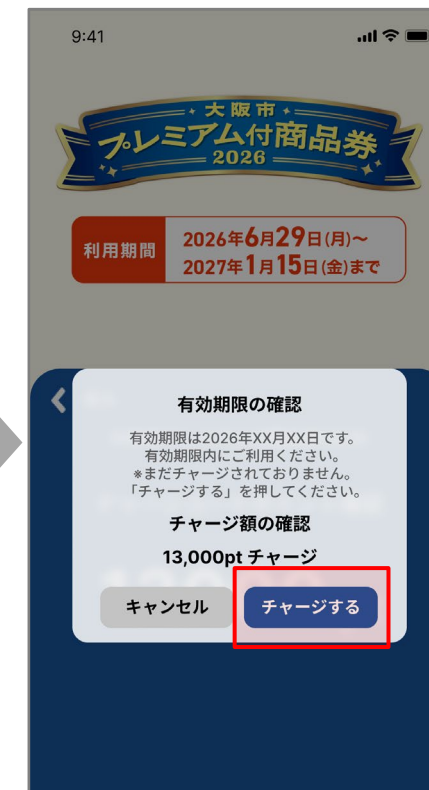 9:41
大阪市
プレミアム付商品券
2026
利用期間
2026年6月29日(月)～
2027年1月15日(金)まで
有効期限の確認
有効期限は2026年XX月XX日です。
有効期限内にご利用ください。
*まだチャージされておりません。
「チャージする」を押してください。
チャージ額の確認
13,000pt チャージ
キャンセル
チャージする